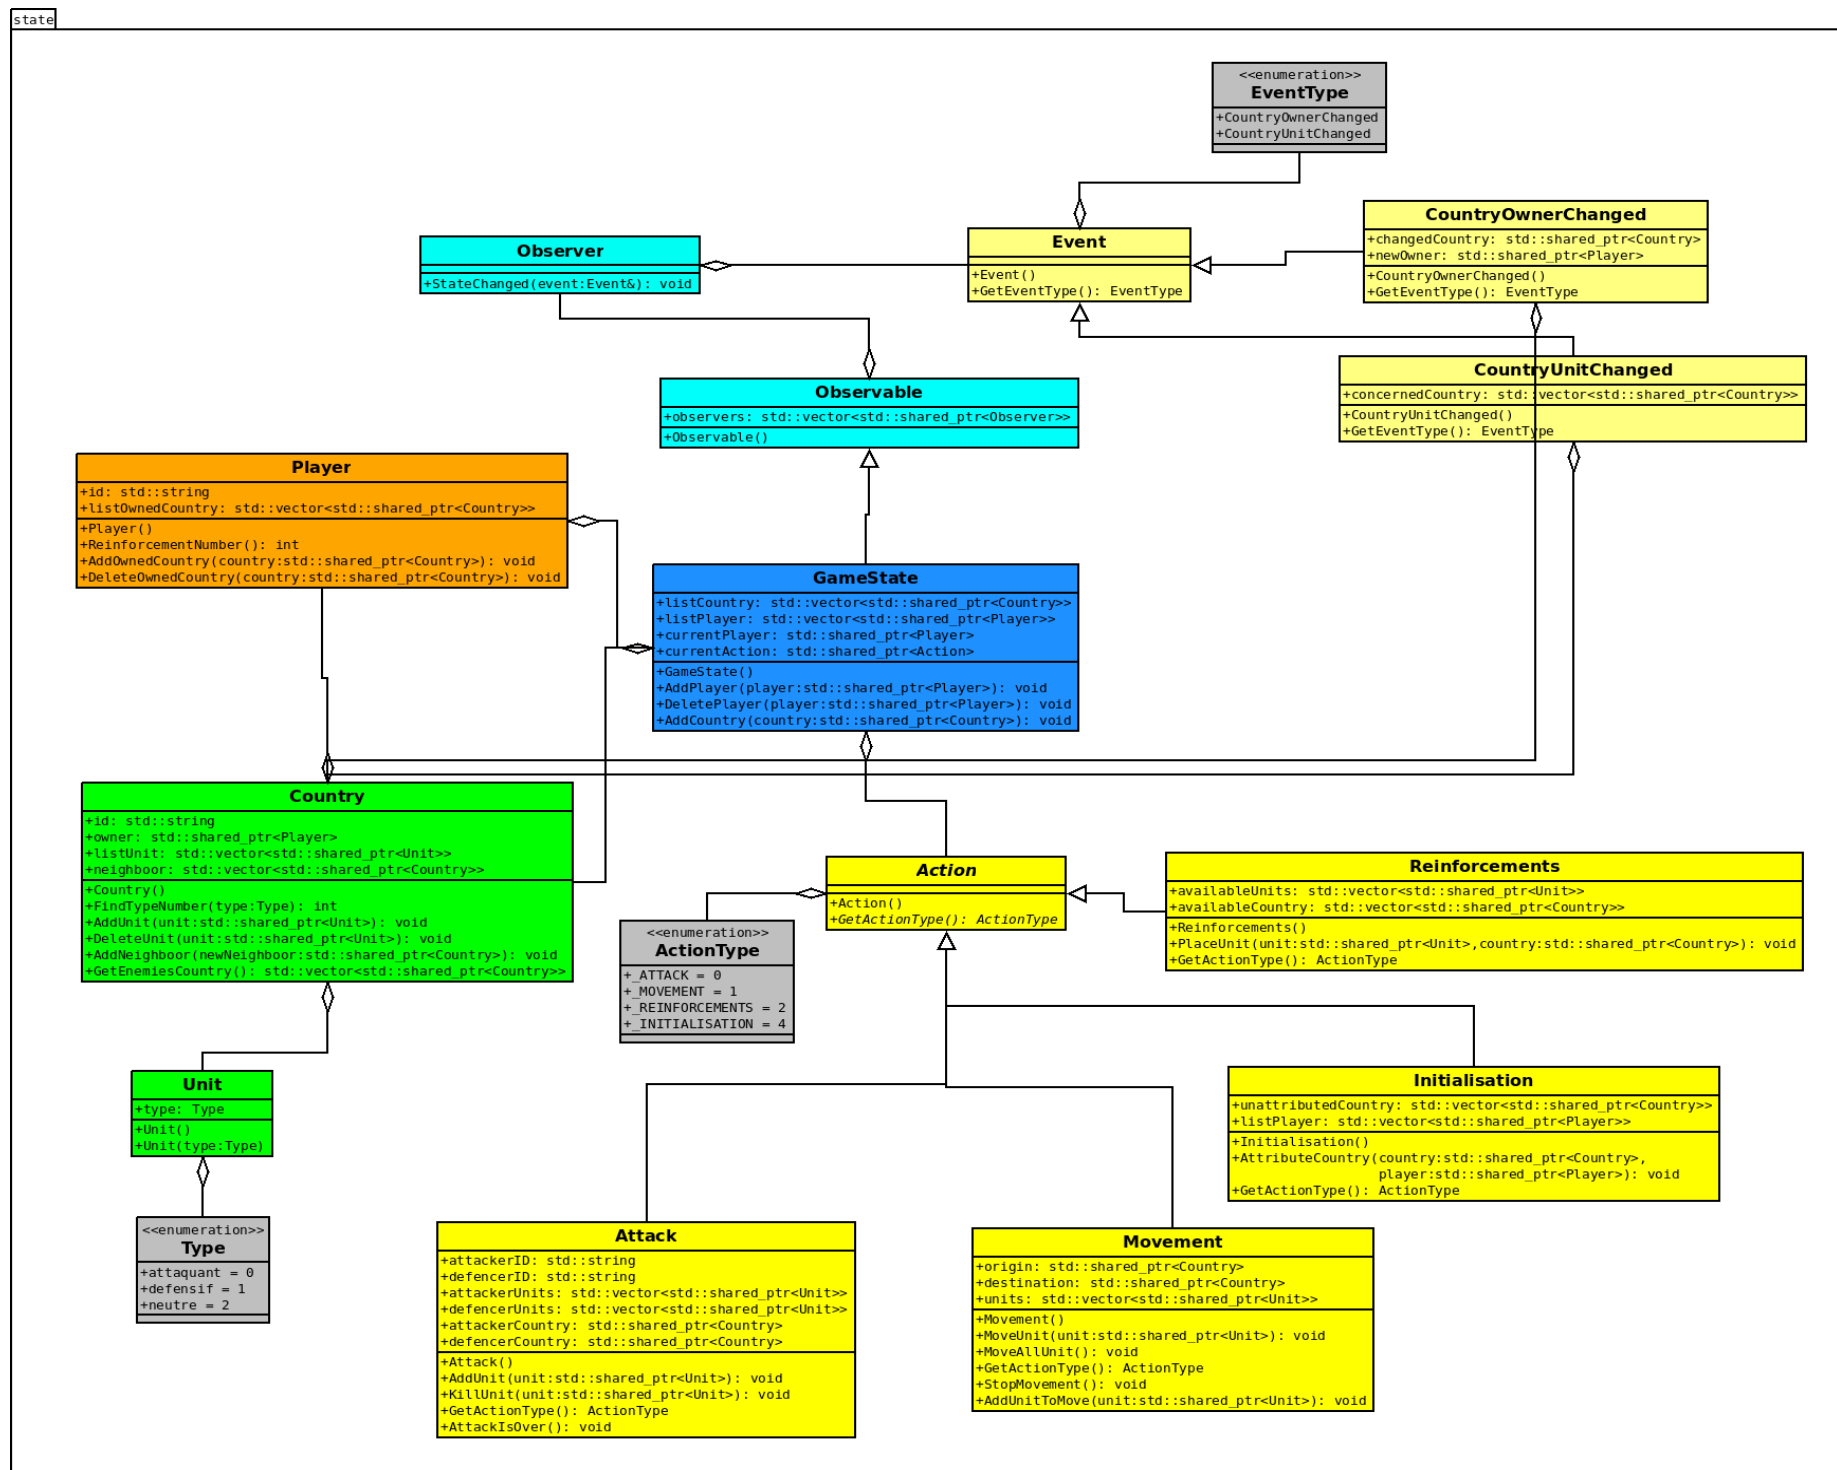 state
<<enumeration>>
EventType
+CountryOwnerChanged
+CountryUnitChanged
CountryOwnerChanged
+changedCountry: std::shared_ptr<Country>
+newOwner: std::shared_ptr<Player>
+CountryOwnerChanged()
+GetEventType(): EventType
Event
+Event()
+GetEventType(): EventType
Observer
+StateChanged(event:Event&): void
CountryUnitChanged
+concernedCountry: std::vector<std::shared_ptr<Country>>
+CountryUnitChanged()
+GetEventType(): EventType
Observable
+observers: std::vector<std::shared_ptr<Observer>>
+Observable()
Player
+id: std::string
+listOwnedCountry: std::vector<std::shared_ptr<Country>>
+Player()
+ReinforcementNumber(): int
+AddOwnedCountry(country:std::shared_ptr<Country>): void
+DeleteOwnedCountry(country:std::shared_ptr<Country>): void
GameState
+listCountry: std::vector<std::shared_ptr<Country>>
+listPlayer: std::vector<std::shared_ptr<Player>>
+currentPlayer: std::shared_ptr<Player>
+currentAction: std::shared_ptr<Action>
+GameState()
+AddPlayer(player:std::shared_ptr<Player>): void
+DeletePlayer(player:std::shared_ptr<Player>): void
+AddCountry(country:std::shared_ptr<Country>): void
Country
+id: std::string
+owner: std::shared_ptr<Player>
+listUnit: std::vector<std::shared_ptr<Unit>>
+neighboor: std::vector<std::shared_ptr<Country>>
+Country()
+FindTypeNumber(type:Type): int
+AddUnit(unit:std::shared_ptr<Unit>): void
+DeleteUnit(unit:std::shared_ptr<Unit>): void
+AddNeighboor(newNeighboor:std::shared_ptr<Country>): void
+GetEnemiesCountry(): std::vector<std::shared_ptr<Country>>
Action
+Action()
+GetActionType(): ActionType
Reinforcements
+availableUnits: std::vector<std::shared_ptr<Unit>>
+availableCountry: std::vector<std::shared_ptr<Country>>
+Reinforcements()
+PlaceUnit(unit:std::shared_ptr<Unit>,country:std::shared_ptr<Country>): void
+GetActionType(): ActionType
<<enumeration>>
ActionType
+_ATTACK = 0
+_MOVEMENT = 1
+_REINFORCEMENTS = 2
+_INITIALISATION = 4
Unit
+type: Type
+Unit()
+Unit(type:Type)
Initialisation
+unattributedCountry: std::vector<std::shared_ptr<Country>>
+listPlayer: std::vector<std::shared_ptr<Player>>
+Initialisation()
+AttributeCountry(country:std::shared_ptr<Country>,
player:std::shared_ptr<Player>): void
+GetActionType(): ActionType
<<enumeration>>
Type
+attaquant = 0
+defensif = 1
+neutre = 2
Attack
+attackerID: std::string
+defencerID: std::string
+attackerUnits: std::vector<std::shared_ptr<Unit>>
+defencerUnits: std::vector<std::shared_ptr<Unit>>
+attackerCountry: std::shared_ptr<Country>
+defencerCountry: std::shared_ptr<Country>
+Attack()
+AddUnit(unit:std::shared_ptr<Unit>): void
+KillUnit(unit:std::shared_ptr<Unit>): void
+GetActionType(): ActionType
+AttackIsOver(): void
Movement
+origin: std::shared_ptr<Country>
+destination: std::shared_ptr<Country>
+units: std::vector<std::shared_ptr<Unit>>
+Movement()
+MoveUnit(unit:std::shared_ptr<Unit>): void
+MoveAllUnit(): void
+GetActionType(): ActionType
+StopMovement(): void
+AddUnitToMove(unit:std::shared_ptr<Unit>): void